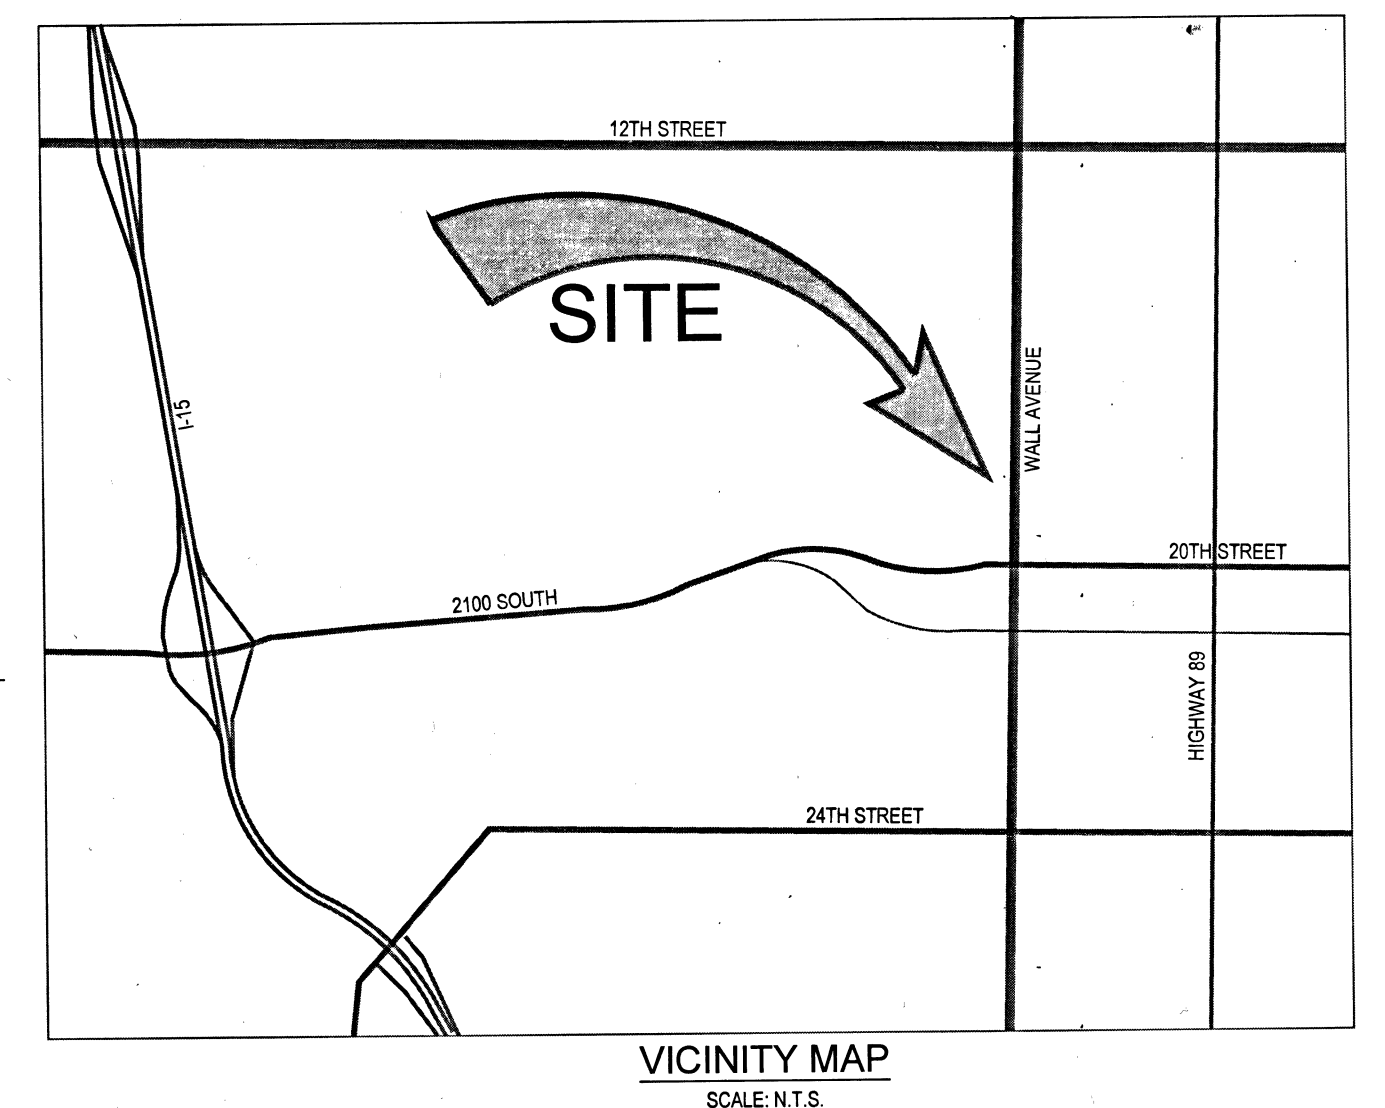 12TH STREET
SITE
WALL AVENUE
I-15
20TH STREET
2100 SOUTH
HIGHWAY 89
24TH STREET
VICINITY MAP
SCALE: N.T.S.